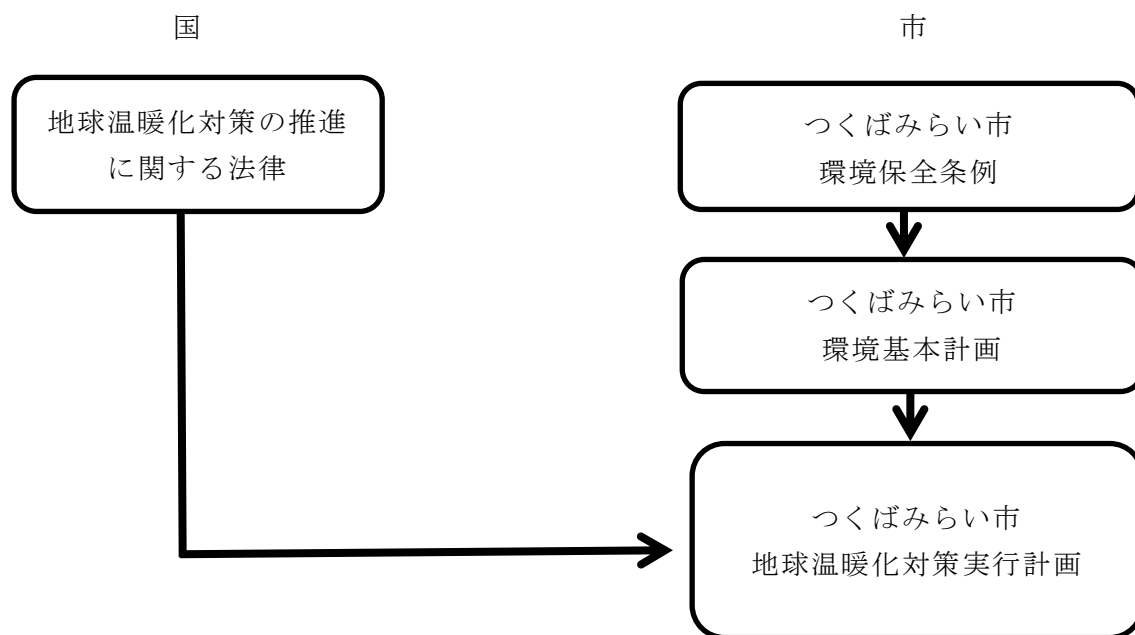 国
市
地球温暖化対策の推進
に関する法律
つくばみらい市
環境保全条例
つくばみらい市
環境基本計画
つくばみらい市
地球温暖化対策実行計画